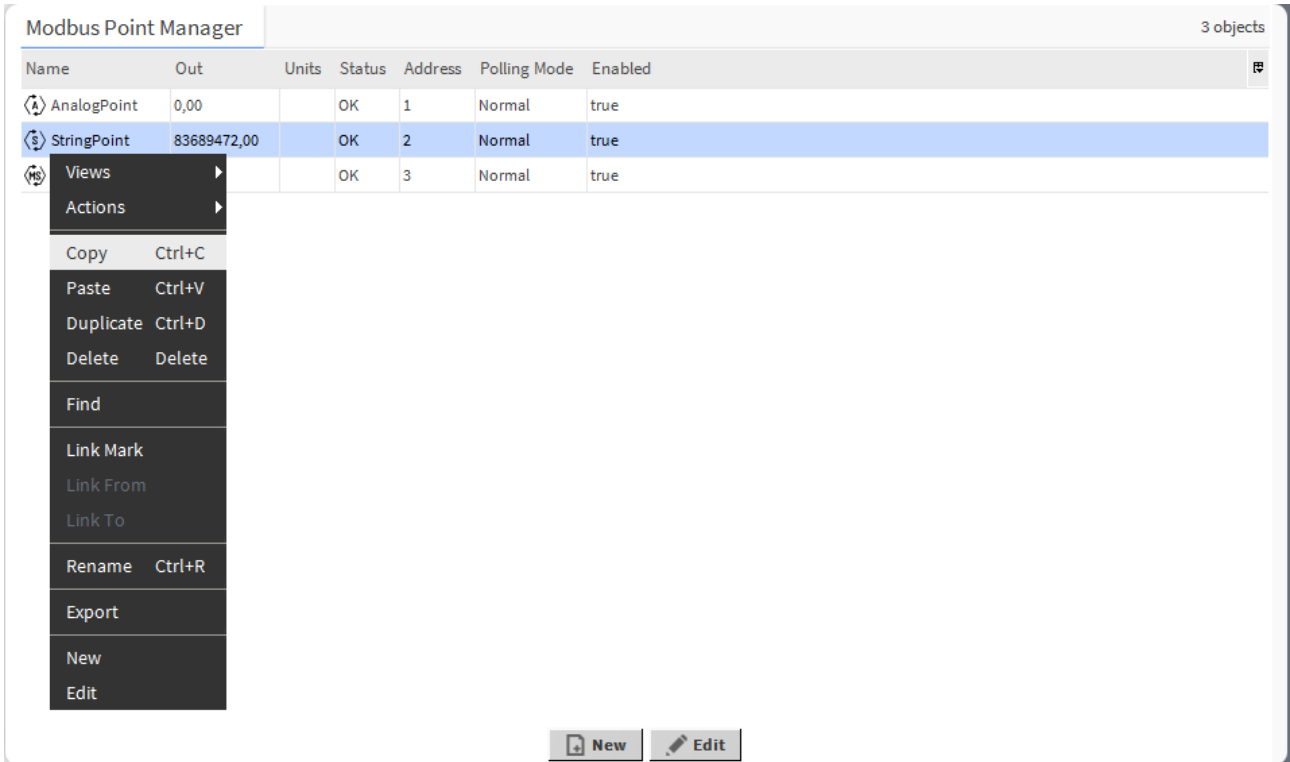 Modbus Point Manager 3 objects
Name Out Units Status Address Polling Mode Enabled
A AnalogPoint 0,00 OK 1 Normal true
S StringPoint 83689472,00 OK 2 Normal true
MS OK 3 Normal true
Views
Actions
Copy Ctrl+C
Paste Ctrl+V
Duplicate Ctrl+D
Delete Delete
Find
Link Mark
Link From
Link To
Rename Ctrl+R
Export
New
Edit
New Edit